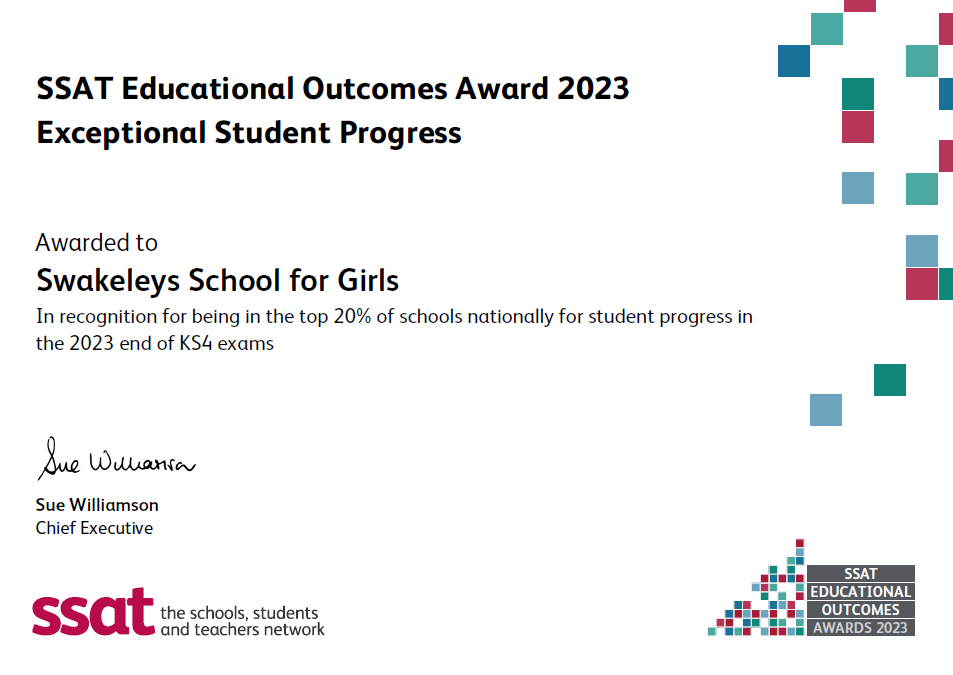 SSAT Educational Outcomes Award 2023
Exceptional Student Progress
Awarded to
Swakeleys School for Girls
In recognition for being in the top 20% of schools nationally for student progress in
the 2023 end of KS4 exams
Sue Williamson
Sue Williamson
Chief Executive
ssat the schools, students
and teachers network
SSAT
EDUCATIONAL
OUTCOMES
AWARDS 2023